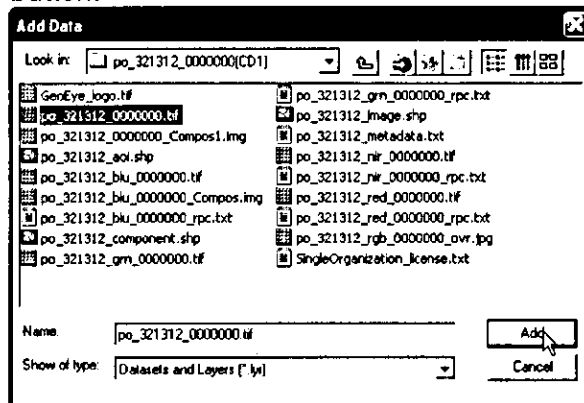 Add Data
Look in: po_321312_0000000(CD1)
GeoEye_logo.tif
po_321312_0000000.tif
po_321312_0000000_Compos1.img
po_321312_aoi.shp
po_321312_blu_0000000.tif
po_321312_blu_0000000_Compos.img
po_321312_blu_0000000_rpc.txt
po_321312_component.shp
po_321312_grn_0000000.tif
po_321312_grn_0000000_rpc.txt
po_321312_image.shp
po_321312_metadata.txt
po_321312_nir_0000000.tif
po_321312_nir_0000000_rpc.txt
po_321312_red_0000000.tif
po_321312_red_0000000_rpc.txt
po_321312_rgb_0000000_ovr.jpg
SingleOrganization_license.txt
Name: po_321312_0000000.tif Add
Show of type: Datasets and Layers (*.lyr) Cancel